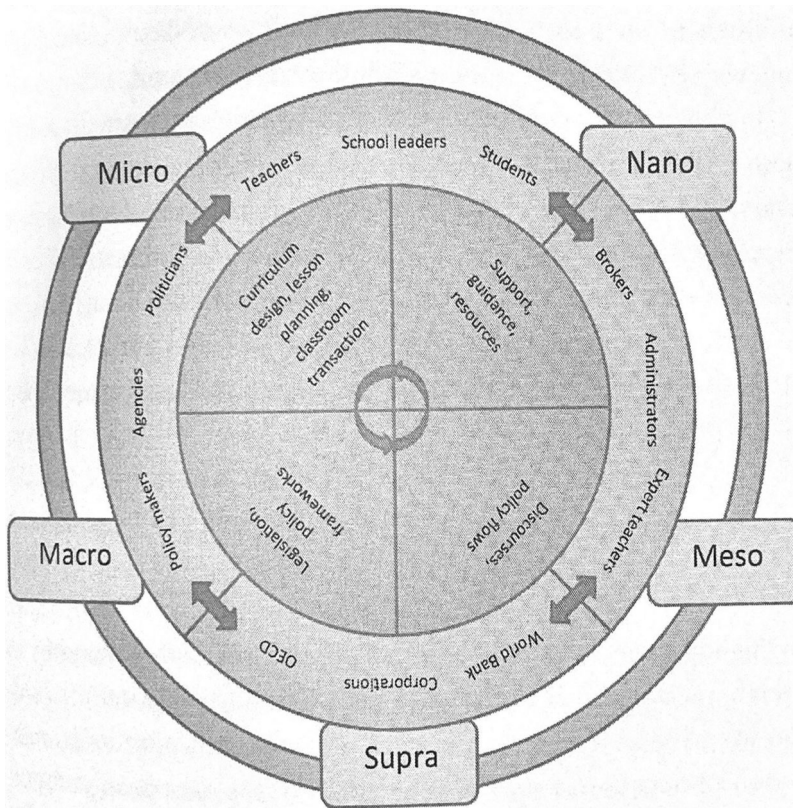 Micro
Nano
Teachers
School leaders
Students
Politicians
Brokers
Curriculum
design, lesson
planning,
classroom
transaction
Support,
guidance,
resources
Agencies
Administrators
Policy makers
Expert teachers
Legislation,
policy
frameworks
Discourses,
policy flows
Macro
Meso
OECD
Corporations
World Bank
Supra